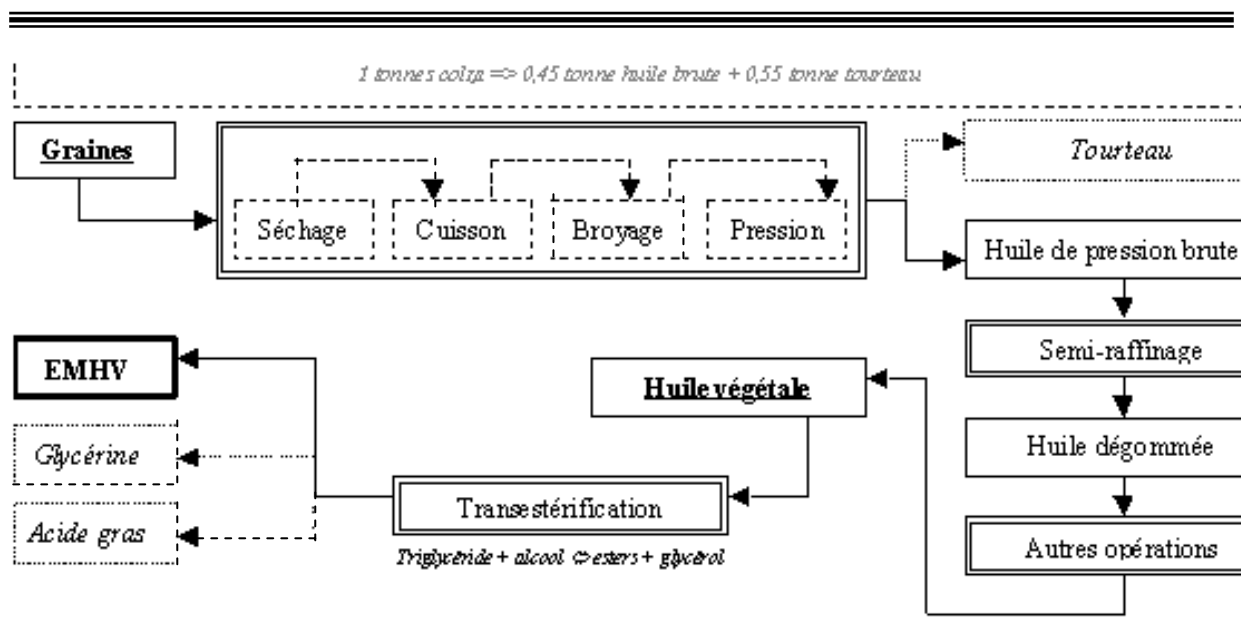 1 tonnes colza => 0,45 tonne huile brute + 0,55 tonne tourteau
Graines
Tourteau
Séchage
Cuisson
Broyage
Pression
Huile de pression brute
Semi-raffinage
Huile dégommée
Autres opérations
Huile végétale
Transestérification
Triglycéride + alcool ⇔ esters + glycérol
EMHV
Glycérine
Acide gras